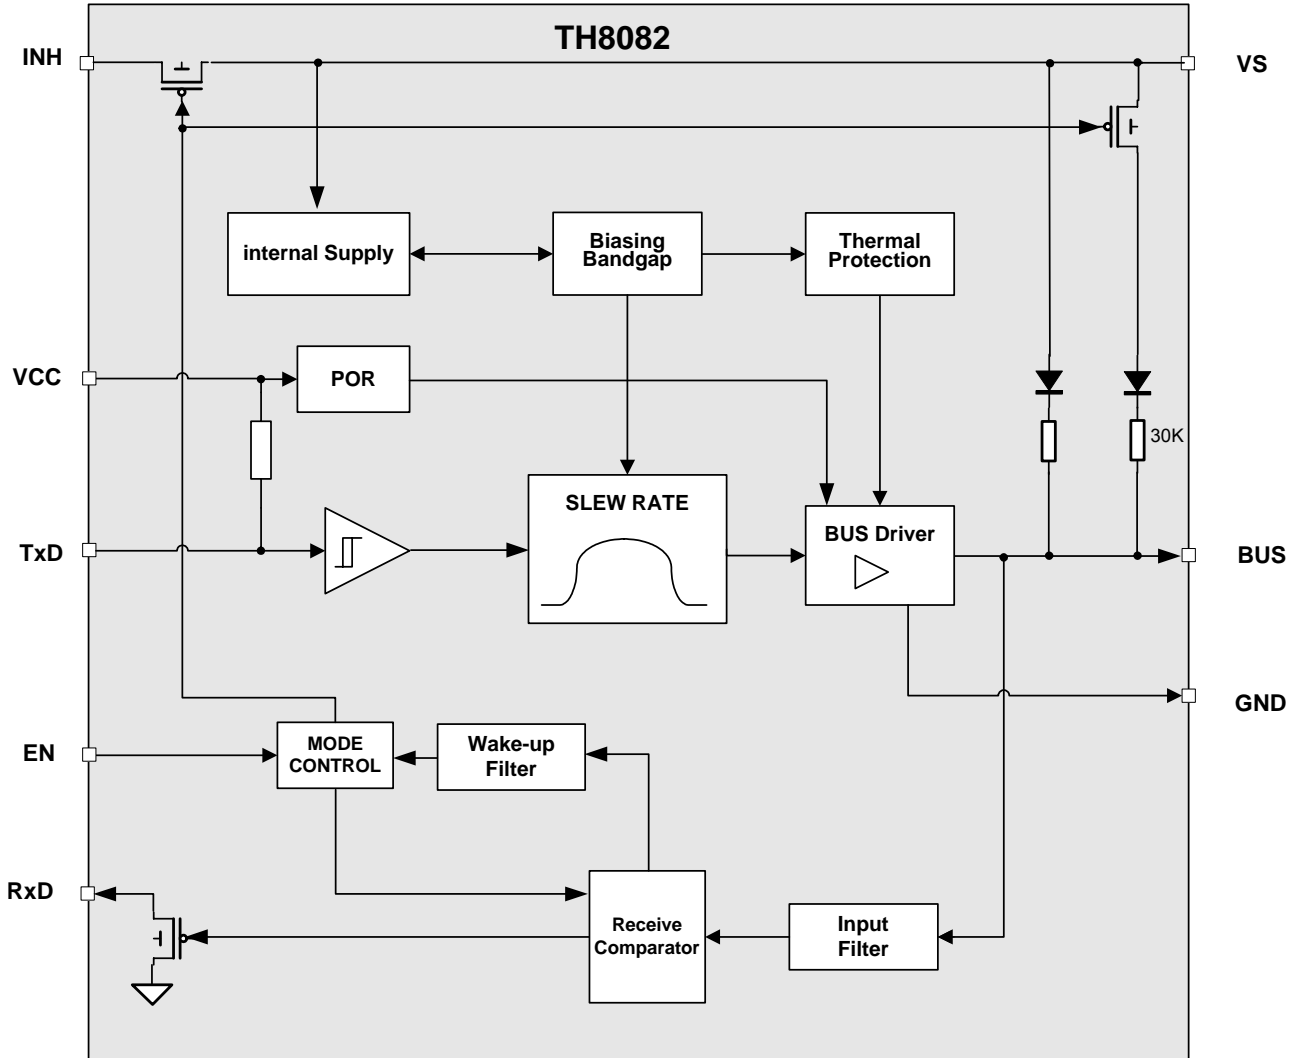 TH8082
INH
VS
internal Supply
Biasing
Bandgap
Thermal
Protection
VCC
POR
30K
SLEW RATE
BUS Driver
TxD
BUS
GND
EN
MODE
CONTROL
Wake-up
Filter
RxD
Receive
Comparator
Input
Filter